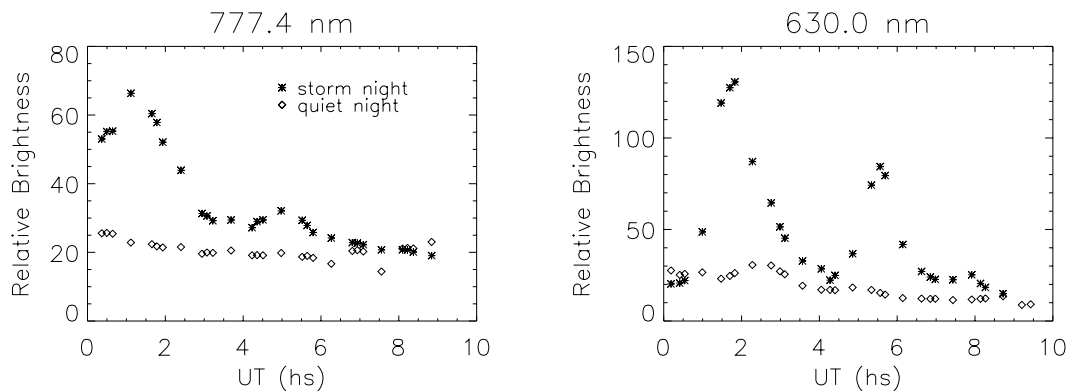 777.4 nm
80
60
40
20
0
Relative Brightness
storm night
quiet night
0 2 4 6 8 10
UT (hs)
630.0 nm
150
100
50
0
Relative Brightness
0 2 4 6 8 10
UT (hs)